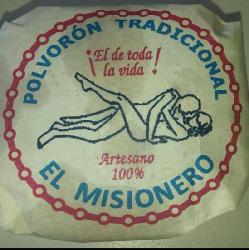 POLVORÓN TRADICIONAL
¡El de toda
la vida!
Artesano
100%
EL MISIONERO